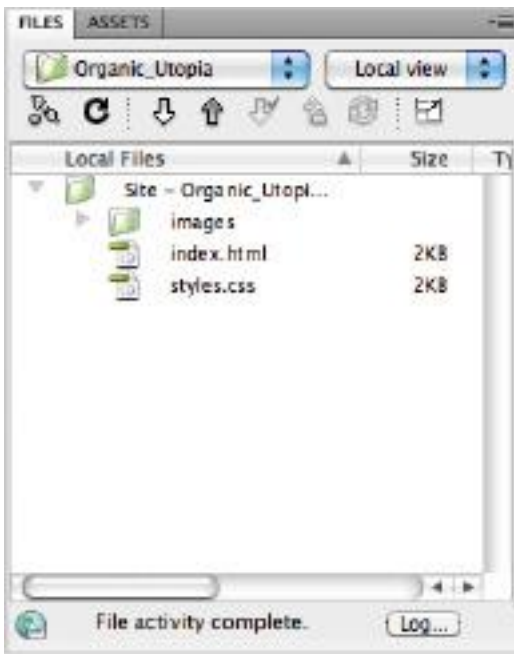 FILES ASSETS
Organic_Utopia Local view
Local Files Size Ty
Site - Organic_Utopi...
images
index.html 2KB
styles.css 2KB
File activity complete. Log...